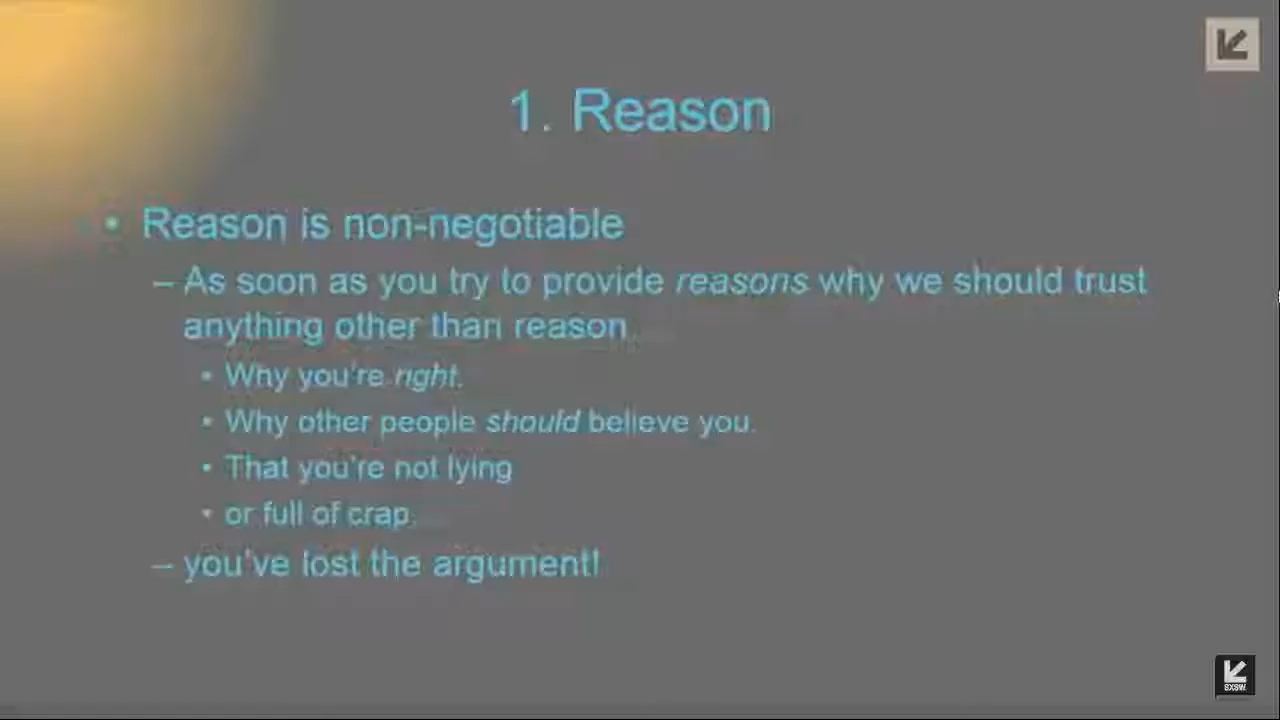 1. Reason
• Reason is non-negotiable
– As soon as you try to provide reasons why we should trust
anything other than reason…
• Why you're right.
• Why other people should believe you.
• That you're not lying
• or full of crap…
– you've lost the argument!
SXSW